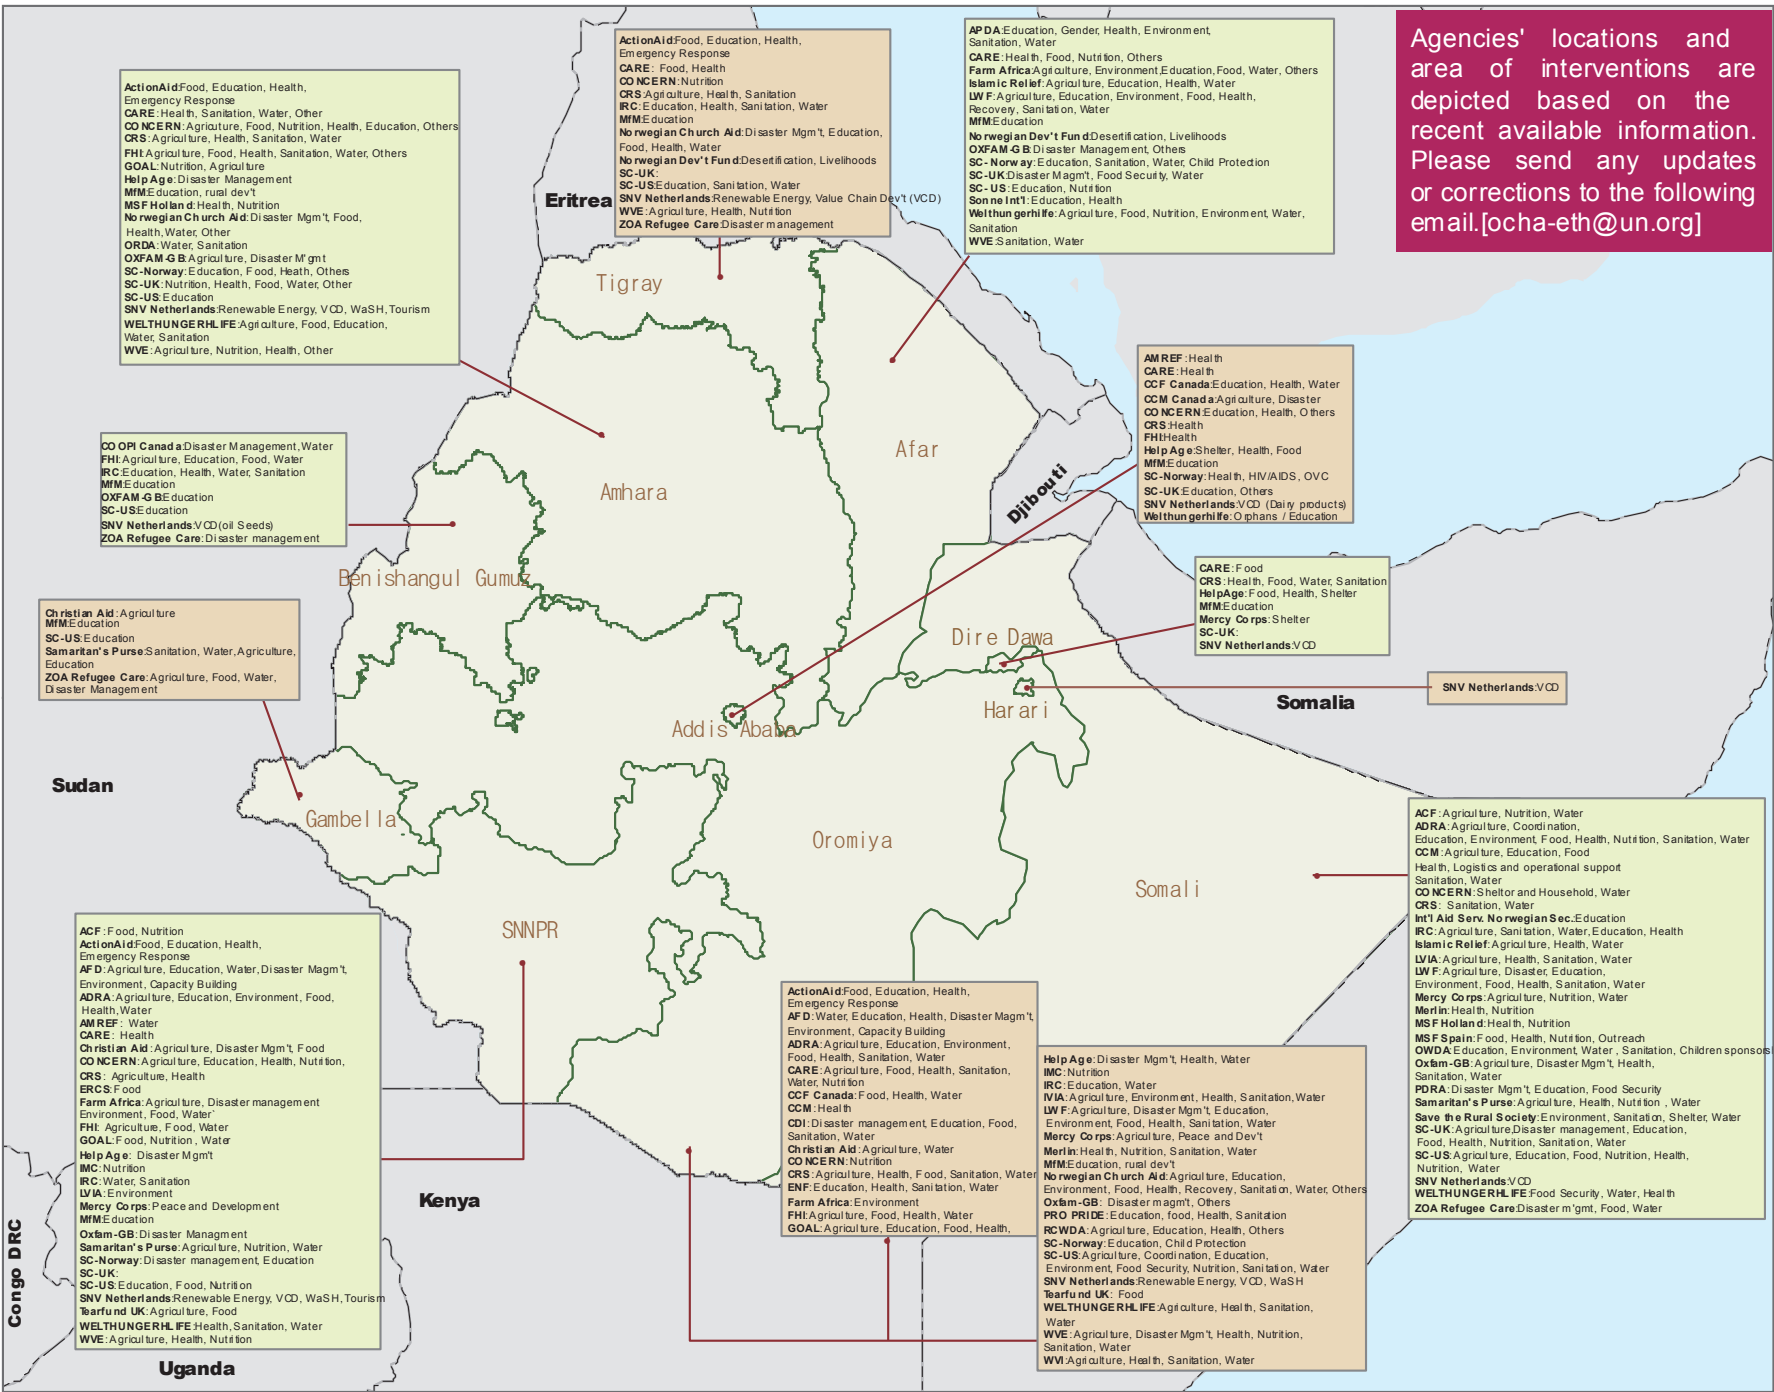 Agencies' locations and
area of interventions are
depicted based on the
recent available information.
Please send any updates
or corrections to the following
email.[ocha-eth@un.org]
ActionAid:Food, Education, Health,
Emergency Response
CARE: Food, Health
CONCERN:Nutrition
CRS:Agriculture, Health, Sanitation
IRC:Education, Health, Sanitation, Water
MfM:Education
Norwegian Church Aid:Disaster Mgm't, Education,
Food, Health, Water
Norwegian Dev't Fund:Desertification, Livelihoods
SC-UK:
SC-US:Education, Sanitation, Water
SNV Netherlands:Renewable Energy, Value Chain Dev't (VCD)
WVE:Agriculture, Health, Nutrition
ZOA Refugee Care:Disaster management
APDA:Education, Gender, Health, Environment,
Sanitation, Water
CARE:Health, Food, Nutrition, Others
Farm Africa:Agriculture, Environment,Education,Food, Water, Others
Islamic Relief:Agriculture, Education, Health, Water
LWF:Agriculture, Education, Environment, Food, Health,
Recovery, Sanitation, Water
MfM:Education
Norwegian Dev't Fund:Desertification, Livelihoods
OXFAM-GB:Disaster Management, Others
SC-Norway:Education, Sanitation, Water, Child Protection
SC-UK:Disaster Magm't, Food Security, Water
SC-US:Education, Nutrition
Sonne Int'l:Education, Health
Welthungerhilfe:Agriculture, Food, Nutrition, Environment, Water,
Sanitation
WVE:Sanitation, Water
ActionAid:Food, Education, Health,
Emergency Response
CARE:Health, Sanitation, Water, Other
CONCERN:Agricuture, Food, Nutrition, Health, Education, Others
CRS:Agriculture, Health, Sanitation, Water
FHI:Agriculture, Food, Health, Sanitation, Water, Others
GOAL:Nutrition, Agriculture
HelpAge:Disaster Management
MfM:Education, rural dev't
MSF Holland:Health, Nutrition
Norwegian Church Aid:Disaster Mgm't, Food,
Health,Water, Other
ORDA:Water, Sanitation
OXFAM-GB:Agriculture, Disaster M'gmt
SC-Norway:Education, Food, Heath, Others
SC-UK:Nutrition, Health, Food, Water, Other
SC-US:Education
SNV Netherlands:Renewable Energy, VCD, WaSH,Tourism
WELTHUNGERHLIFE:Agriculture, Food, Education,
Water, Sanitation
WVE:Agriculture, Nutrition, Health, Other
Eritrea
Tigray
Afar
Amhara
Djibouti
AMREF:Health
CARE:Health
CCF Canada:Education, Health, Water
CCM Canada:Agriculture, Disaster
CONCERN:Education, Health, Others
CRS:Health
FHI:Health
HelpAge:Shelter, Health, Food
MfM:Education
SC-Norway:Health, HIV/AIDS, OVC
SC-UK:Education, Others
SNV Netherlands:VCD (Dairy products)
Welthungerhilfe:Orphans / Education
COOPI Canada:Disaster Management,Water
FHI:Agriculture, Education, Food, Water
IRC:Education, Health, Water, Sanitation
MfM:Education
OXFAM-GB:Education
SC-US:Education
SNV Netherlands:VCD(oil Seeds)
ZOA Refugee Care:Disaster management
Benishangul Gumuz
CARE:Food
CRS:Health, Food, Water, Sanitation
HelpAge:Food, Health, Shelter
MfM:Education
Mercy Corps:Shelter
SC-UK:
SNV Netherlands:VCD
Christian Aid:Agriculture
MfM:Education
SC-US:Education
Samaritan's Purse:Sanitation, Water,Agriculture,
Education
ZOA Refugee Care:Agriculture, Food, Water,
Disaster Management
Dire Dawa
Harari
SNV Netherlands:VCD
Somalia
Addis Ababa
Sudan
Gambella
Oromiya
Somali
SNNPR
ACF:Agriculture, Nutrition, Water
ADRA:Agriculture, Coordination,
Education, Environment, Food, Health, Nutrition, Sanitation, Water
CCM:Agriculture, Education, Food
Health, Logistics and operational support
Sanitation, Water
CONCERN:Sheltor and Household, Water
CRS: Sanitation, Water
Int'l Aid Serv. Norwegian Sec.:Education
IRC:Agriculture, Sanitation, Water,Education, Health
Islamic Relief:Agriculture, Health, Water
LVIA:Agriculture, Health, Sanitation, Water
LWF:Agriculture, Disaster, Education,
Environment, Food, Health, Sanitation, Water
Mercy Corps:Agriculture, Nutrition, Water
Merlin:Health, Nutrition
MSF Holland:Health, Nutrition
MSF Spain:Food, Health, Nutrition, Outreach
OWDA:Education, Environment, Water , Sanitation, Children sponsors
Oxfam-GB:Agriculture, Disaster Mgm't, Health,
Sanitation, Water
PDRA:Disaster Mgm't, Education, Food Security
Samaritan's Purse:Agriculture, Health, Nutrition , Water
Save the Rural Society:Environment, Sanitation, Shelter, Water
SC-UK:Agriculture,Disaster management, Education,
Food, Health, Nutrition, Sanitation, Water
SC-US:Agriculture, Education, Food, Nutrition, Health,
Nutrition, Water
SNV Netherlands:VCD
WELTHUNGERHLIFE:Food Security, Water, Health
ZOA Refugee Care:Disaster m'gmt, Food, Water
ACF:Food, Nutrition
ActionAid:Food, Education, Health,
Emergency Response
AFD:Agriculture, Education, Water, Disaster Magm't,
Environment, Capacity Building
ADRA:Agriculture, Education, Environment, Food,
Health,Water
AMREF: Water
CARE: Health
Christian Aid:Agriculture, Disaster Mgm't, Food
CONCERN:Agriculture, Education, Health, Nutrition,
CRS: Agriculture, Health
ERCS:Food
Farm Africa:Agriculture, Disaster management
Environment, Food, Water`
FHI: Agriculture, Food, Water
GOAL:Food, Nutrition , Water
HelpAge: Disaster Mgm't
IMC:Nutrition
IRC:Water, Sanitation
LVIA:Environment
Mercy Corps:Peace and Development
MfM:Education
Oxfam-GB:Disaster Managment
Samaritan's Purse:Agriculture, Nutrition, Water
SC-Norway:Disaster management, Education
SC-UK:
SC-US:Education, Food, Nutrition
SNV Netherlands:Renewable Energy, VCD, WaSH,Tourism
Tearfund UK:Agriculture, Food
WELTHUNGERHLIFE:Health,Sanitation, Water
WVE:Agriculture, Health, Nutrition
ActionAid:Food, Education, Health,
Emergency Response
AFD:Water, Education, Health, Disaster Magm't,
Environment, Capacity Building
ADRA:Agriculture, Education, Environment,
Food, Health, Sanitation, Water
CARE:Agriculture, Food, Health, Sanitation,
Water, Nutrition
CCF Canada:Food, Health, Water
CCM:Health
CDI:Disaster management, Education, Food,
Sanitation, Water
Christian Aid:Agriculture, Water
CONCERN:Nutrition
CRS:Agriculture, Health, Food, Sanitation, Water
ENF:Education, Health, Sanitation, Water
Farm Africa:Environment
FHI:Agriculture, Food, Health, Water
GOAL:Agriculture, Education, Food, Health,
HelpAge:Disaster Mgm't, Health, Water
IMC:Nutrition
IRC:Education, Water
IVIA:Agriculture, Environment, Health, Sanitation,Water
LWF:Agriculture, Disaster Mgm't, Education,
Environment, Food, Health, Sanitation, Water
Mercy Corps:Agriculture, Peace and Dev't
Merlin:Health, Nutrition, Sanitation, Water
MfM:Education, rural dev't
Norwegian Church Aid:Agriculture, Education,
Environment, Food, Health, Recovery, Sanitation, Water, Others
Oxfam-GB: Disaster magmt, Others
PRO PRIDE:Education, food, Health, Sanitation
RCWDA:Agriculture, Education, Health, Others
SC-Norway:Education, Child Protection
SC-US:Agriculture, Coordination, Education,
Environment, Food Security, Nutrition, Sanitation, Water
SNV Netherlands:Renewable Energy, VCD, WaSH
Tearfund UK: Food
WELTHUNGERHLIFE:Agriculture, Health, Sanitation,
Water
WVE:Agriculture, Disaster Mgm't, Health, Nutrition,
Sanitation, Water
WVI:Agriculture, Health, Sanitation, Water
Kenya
Congo DRC
Uganda